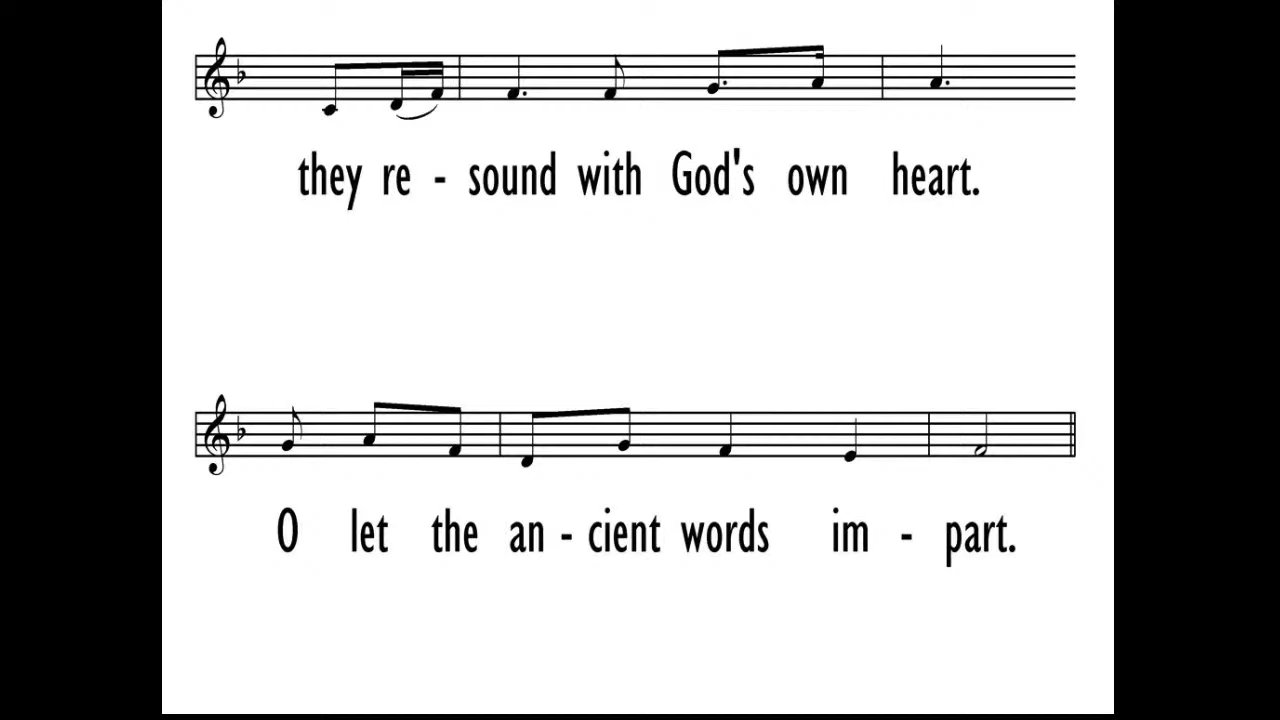 they re - sound with God's own heart.
O let the an - cient words im - part.